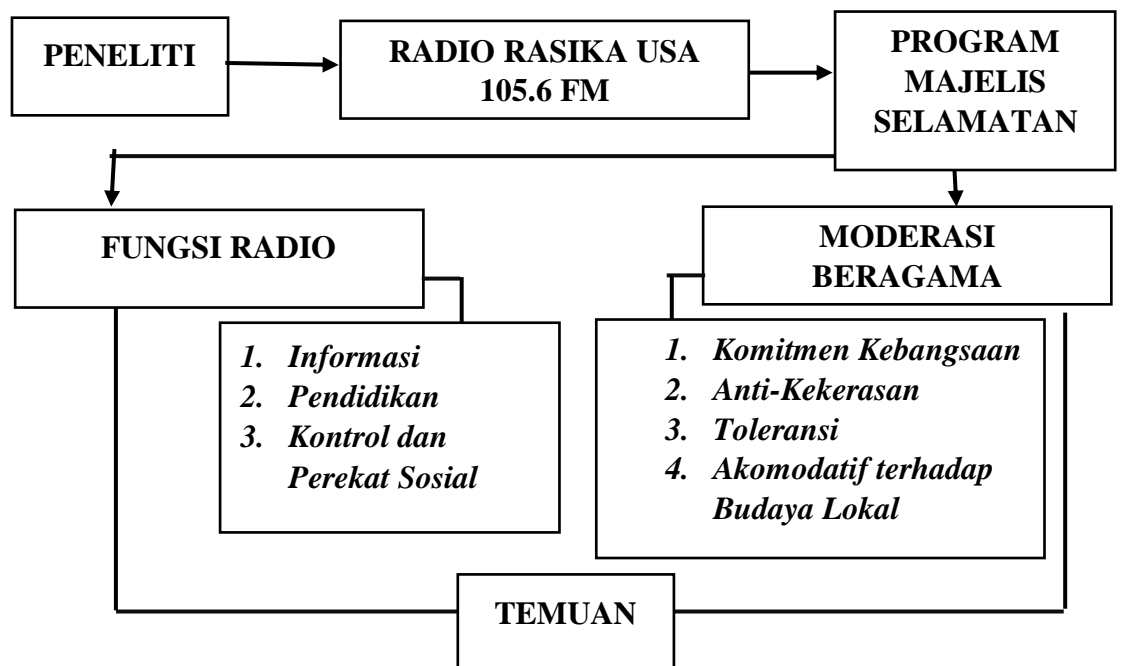 PENELITI
RADIO RASIKA USA
105.6 FM
PROGRAM
MAJELIS
SELAMATAN
FUNGSI RADIO
MODERASI
BERAGAMA
1. Informasi
2. Pendidikan
3. Kontrol dan
Perekat Sosial
1. Komitmen Kebangsaan
2. Anti-Kekerasan
3. Toleransi
4. Akomodatif terhadap
Budaya Lokal
TEMUAN